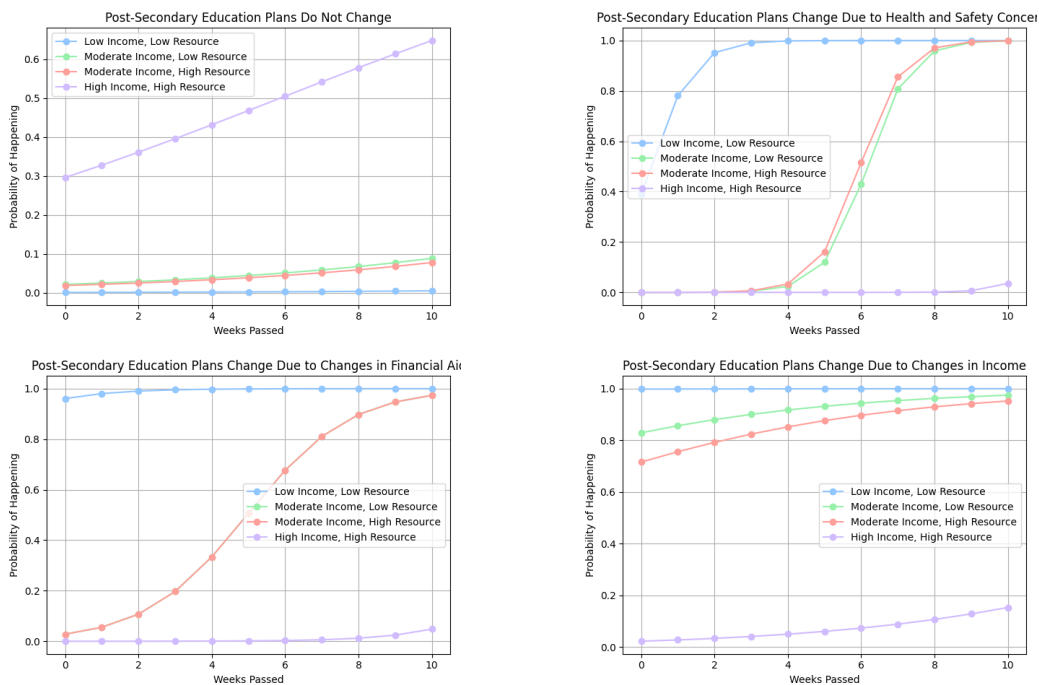 Post-Secondary Education Plans Do Not Change
Probability of Happening
0.6
0.5
0.4
0.3
0.2
0.1
0.0
Low Income, Low Resource
Moderate Income, Low Resource
Moderate Income, High Resource
High Income, High Resource
0 2 4 6 8 10
Weeks Passed
Post-Secondary Education Plans Change Due to Health and Safety Concer
Probability of Happening
1.0
0.8
0.6
0.4
0.2
0.0
Low Income, Low Resource
Moderate Income, Low Resource
Moderate Income, High Resource
High Income, High Resource
0 2 4 6 8 10
Weeks Passed
Post-Secondary Education Plans Change Due to Changes in Financial Aid
Probability of Happening
1.0
0.8
0.6
0.4
0.2
0.0
Low Income, Low Resource
Moderate Income, Low Resource
Moderate Income, High Resource
High Income, High Resource
0 2 4 6 8 10
Weeks Passed
Post-Secondary Education Plans Change Due to Changes in Income
Probability of Happening
1.0
0.8
0.6
0.4
0.2
0.0
Low Income, Low Resource
Moderate Income, Low Resource
Moderate Income, High Resource
High Income, High Resource
0 2 4 6 8 10
Weeks Passed